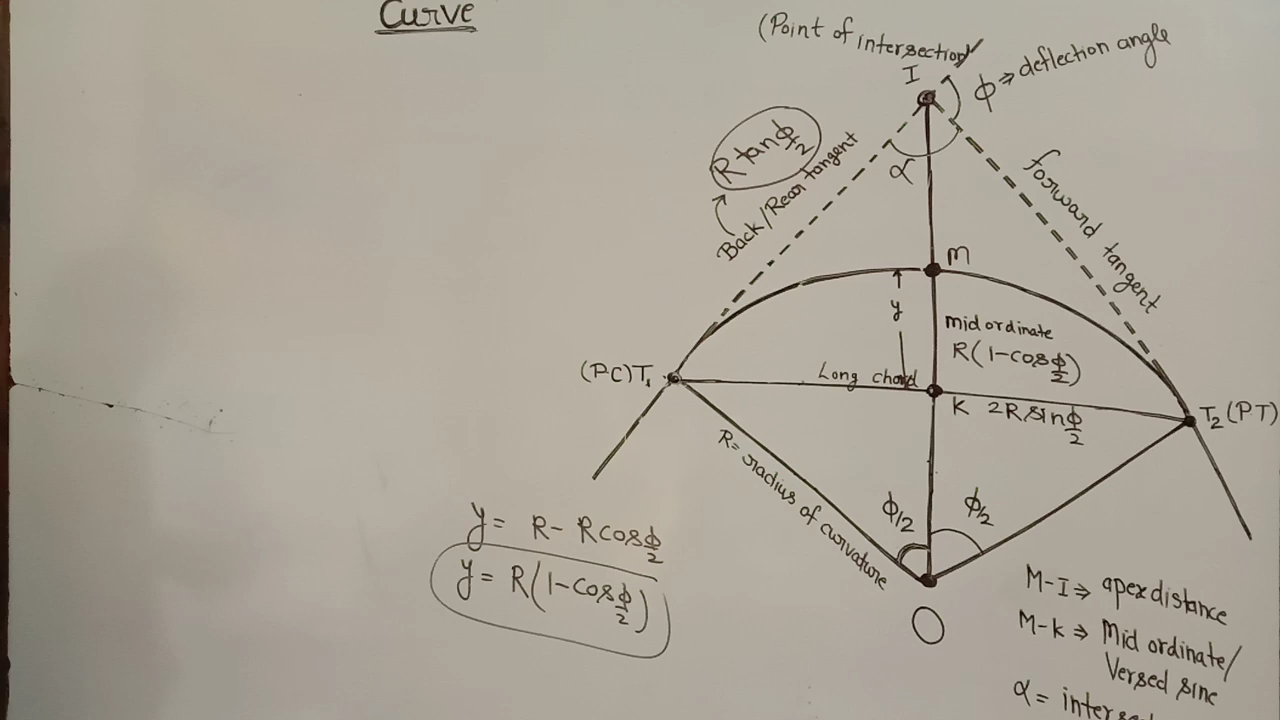 Curve
(Point of intersection)
I
ϕ⇒deflection angle
R tan ϕ/2
Back/Rear tangent
α
forward tangent
M
y
mid ordinate
R(1-cos ϕ/2)
(PC)T₁
Long chord
K 2R sin ϕ/2
T₂(PT)
R= radius of curvature
ϕ/2
ϕ/2
O
y = R - R cos ϕ/2
y = R(1-cos ϕ/2)
M-I ⇒ apex distance
M-K ⇒ Mid ordinate/
Versed sine
α =